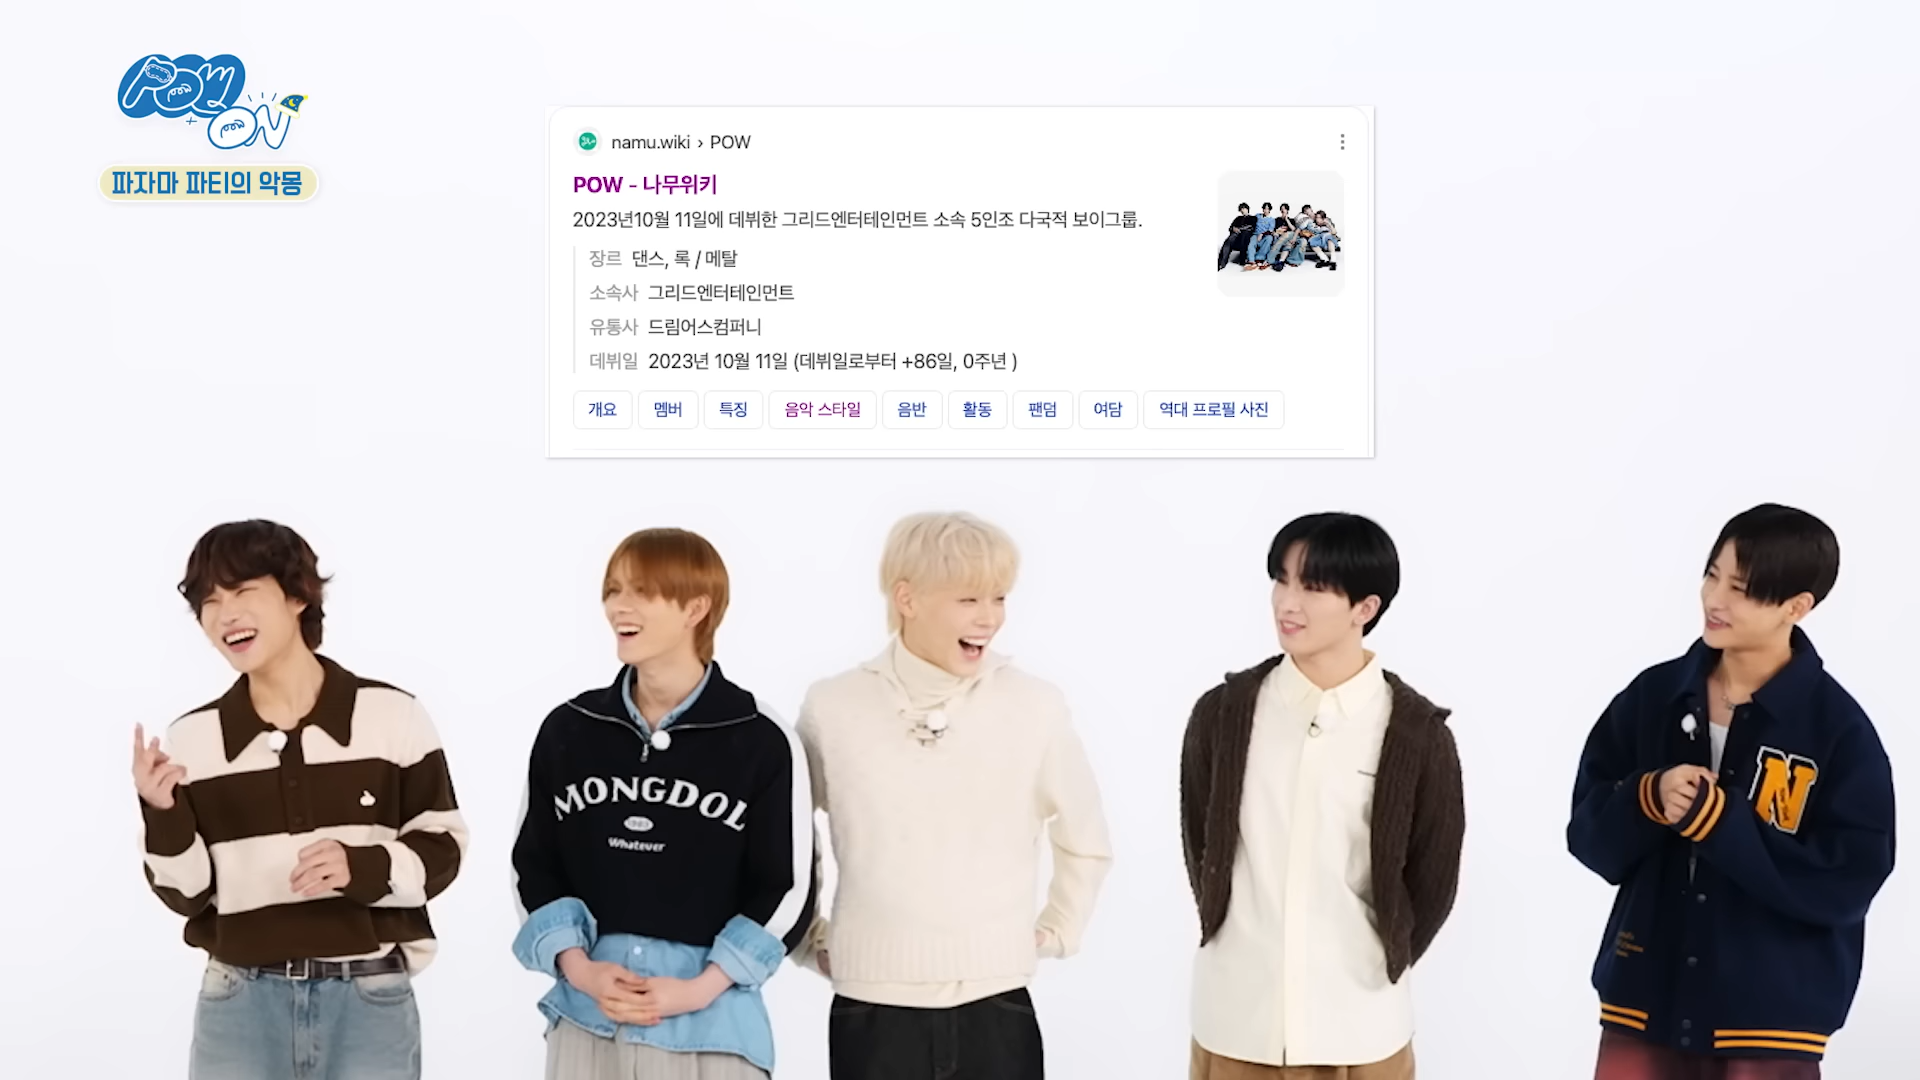 POW
ON
파자마 파티의 악몽
namu.wiki › POW
POW - 나무위키
2023년10월 11일에 데뷔한 그리드엔터테인먼트 소속 5인조 다국적 보이그룹.
장르 댄스, 록 / 메탈
소속사 그리드엔터테인먼트
유통사 드림어스컴퍼니
데뷔일 2023년 10월 11일 (데뷔일로부터 +86일, 0주년 )
개요 멤버 특징 음악 스타일 음반 활동 팬덤 여담 역대 프로필 사진
MONGDOL
Whatever
N